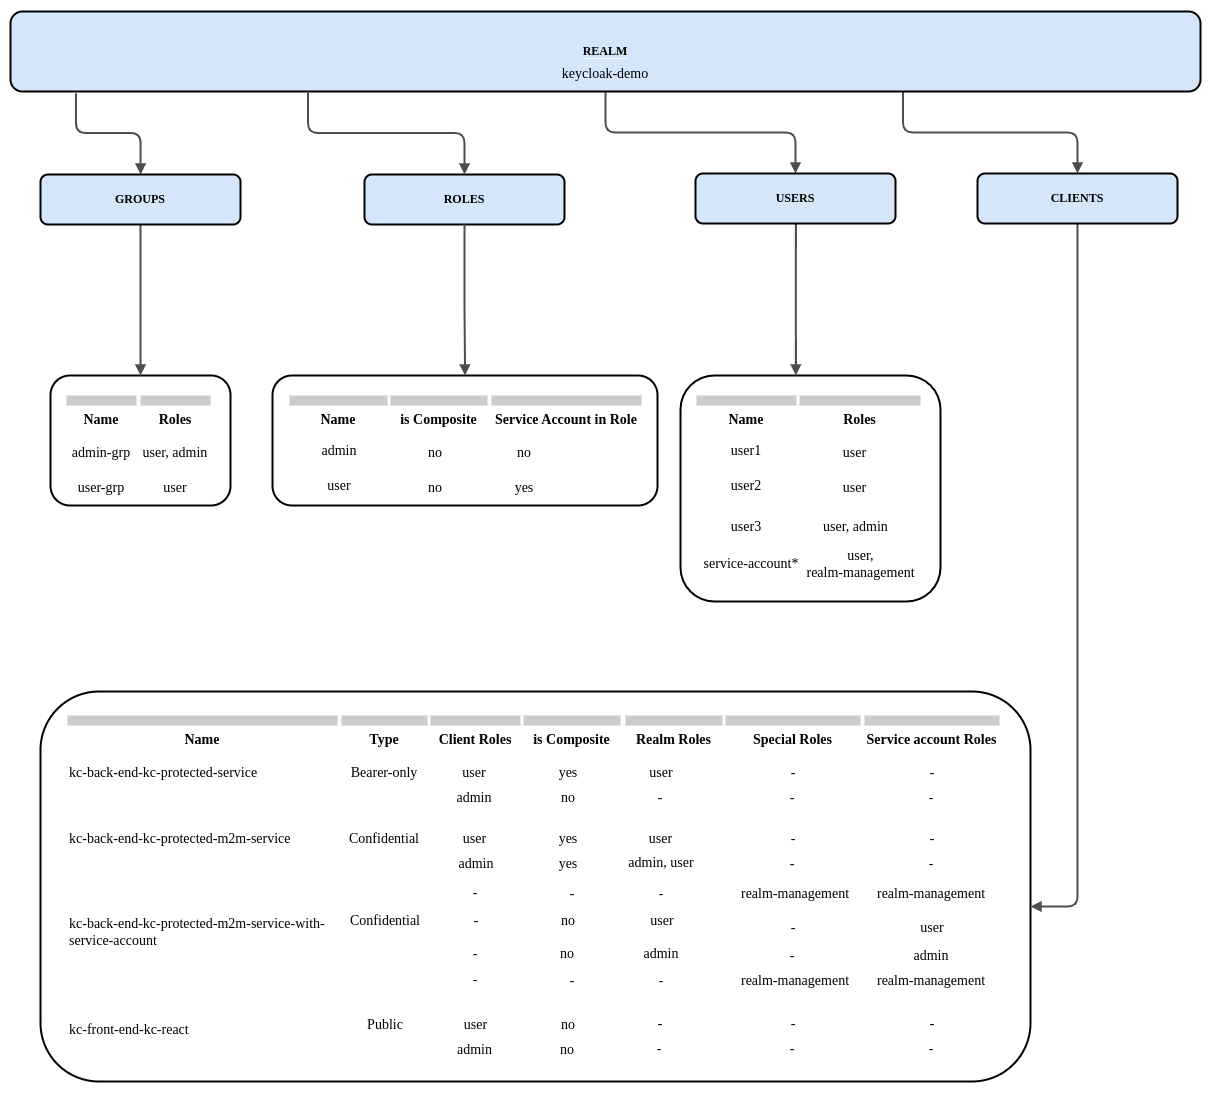 REALM
keycloak-demo
GROUPS
ROLES
USERS
CLIENTS
Name Roles
admin-grp user, admin
user-grp user
Name is Composite Service Account in Role
admin no no
user no yes
Name Roles
user1 user
user2 user
user3 user, admin
service-account* user,
realm-management
Name Type Client Roles is Composite Realm Roles Special Roles Service account Roles
kc-back-end-kc-protected-service Bearer-only user yes user - -
admin no - - -
kc-back-end-kc-protected-m2m-service Confidential user yes user - -
admin yes admin, user - -
- - - realm-management realm-management
kc-back-end-kc-protected-m2m-service-with- Confidential - no user - user
service-account
- no admin - admin
- - - realm-management realm-management
kc-front-end-kc-react Public user no - - -
admin no - - -